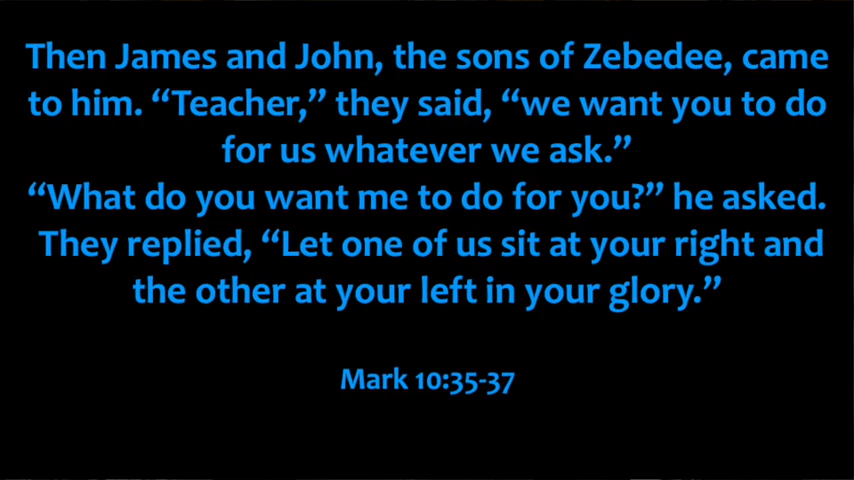 Then James and John, the sons of Zebedee, came
to him. “Teacher,” they said, “we want you to do
for us whatever we ask.”
“What do you want me to do for you?” he asked.
They replied, “Let one of us sit at your right and
the other at your left in your glory.”
Mark 10:35-37